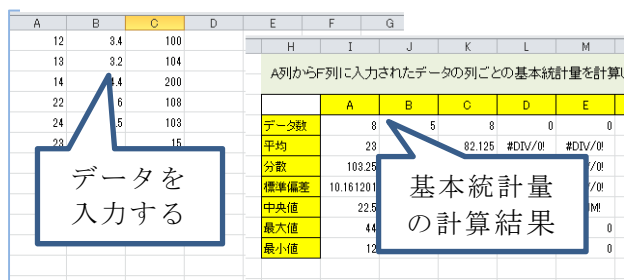 A B C D E F G
12 3.4 100
13 3.2 104
14 4.4 200
22 6 108
24 .5 103
23 15
データを
入力する
H I J K L M
A列からF列に入力されたデータの列ごとの基本統計量を計算
A B C D E
データ数 8 5 8 0 0
平均 23 82.125 #DIV/0! #DIV/0!
分散 103.25 /0!
標準偏差 10.161201 /0!
中央値 22.5 M!
最大値 44 0
最小値 12 0
基本統計量
の計算結果